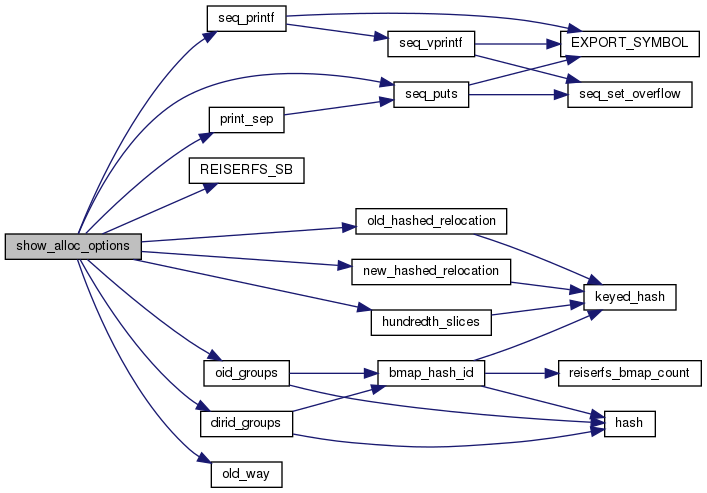 seq_printf
seq_vprintf
EXPORT_SYMBOL
seq_puts
seq_set_overflow
print_sep
REISERFS_SB
show_alloc_options
old_hashed_relocation
new_hashed_relocation
keyed_hash
hundredth_slices
oid_groups
bmap_hash_id
reiserfs_bmap_count
dirid_groups
hash
old_way